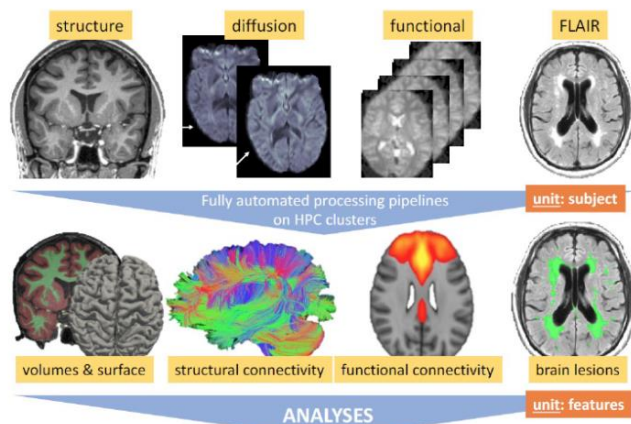 structure
diffusion
functional
FLAIR
Fully automated processing pipelines
on HPC clusters
unit: subject
volumes & surface
structural connectivity
functional connectivity
brain lesions
unit: features
ANALYSES